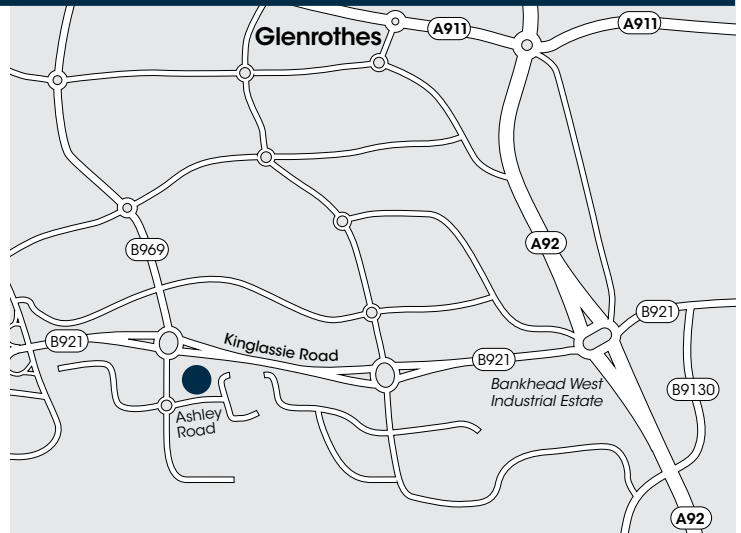 Glenrothes
A911
A911
A92
B969
B921
B921
Kinglassie Road
B921
Bankhead West
Industrial Estate
B9130
Ashley
Road
A92